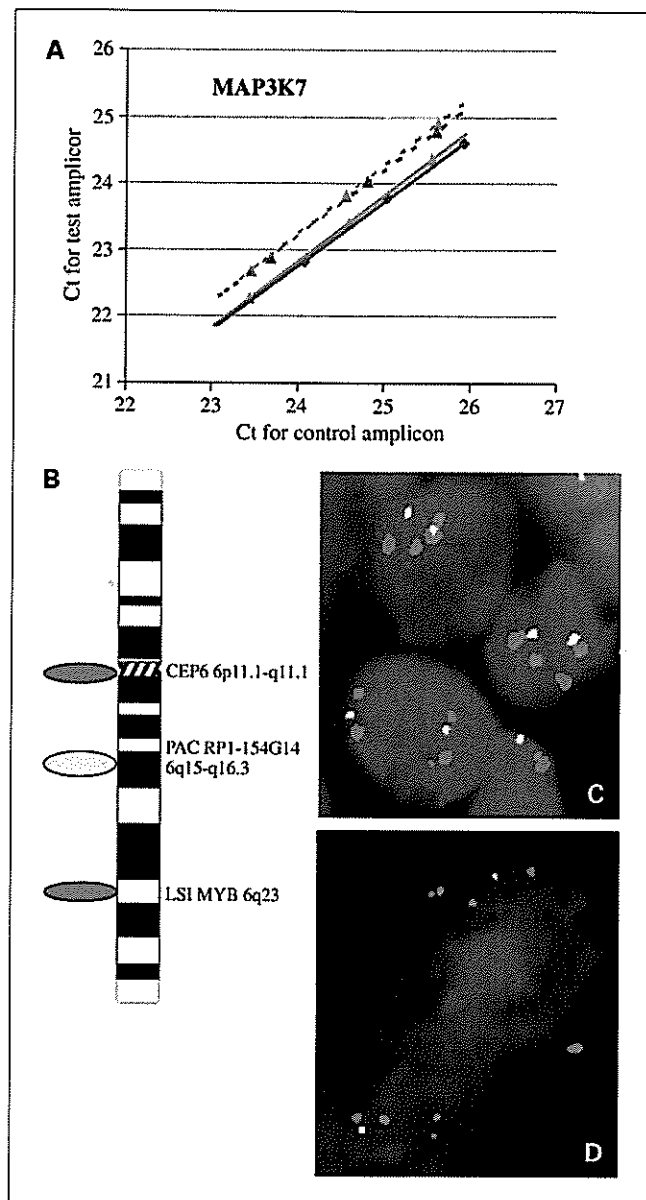 A
MAP3K7
26
25
24
23
22
21
Ct for test amplicor
22 23 24 25 26 27
Ct for control amplicon
B
CEP6 6p11.1-q11.1
PAC RP1-154G14
6q15-q16.3
LSI MYB 6q23
C
D